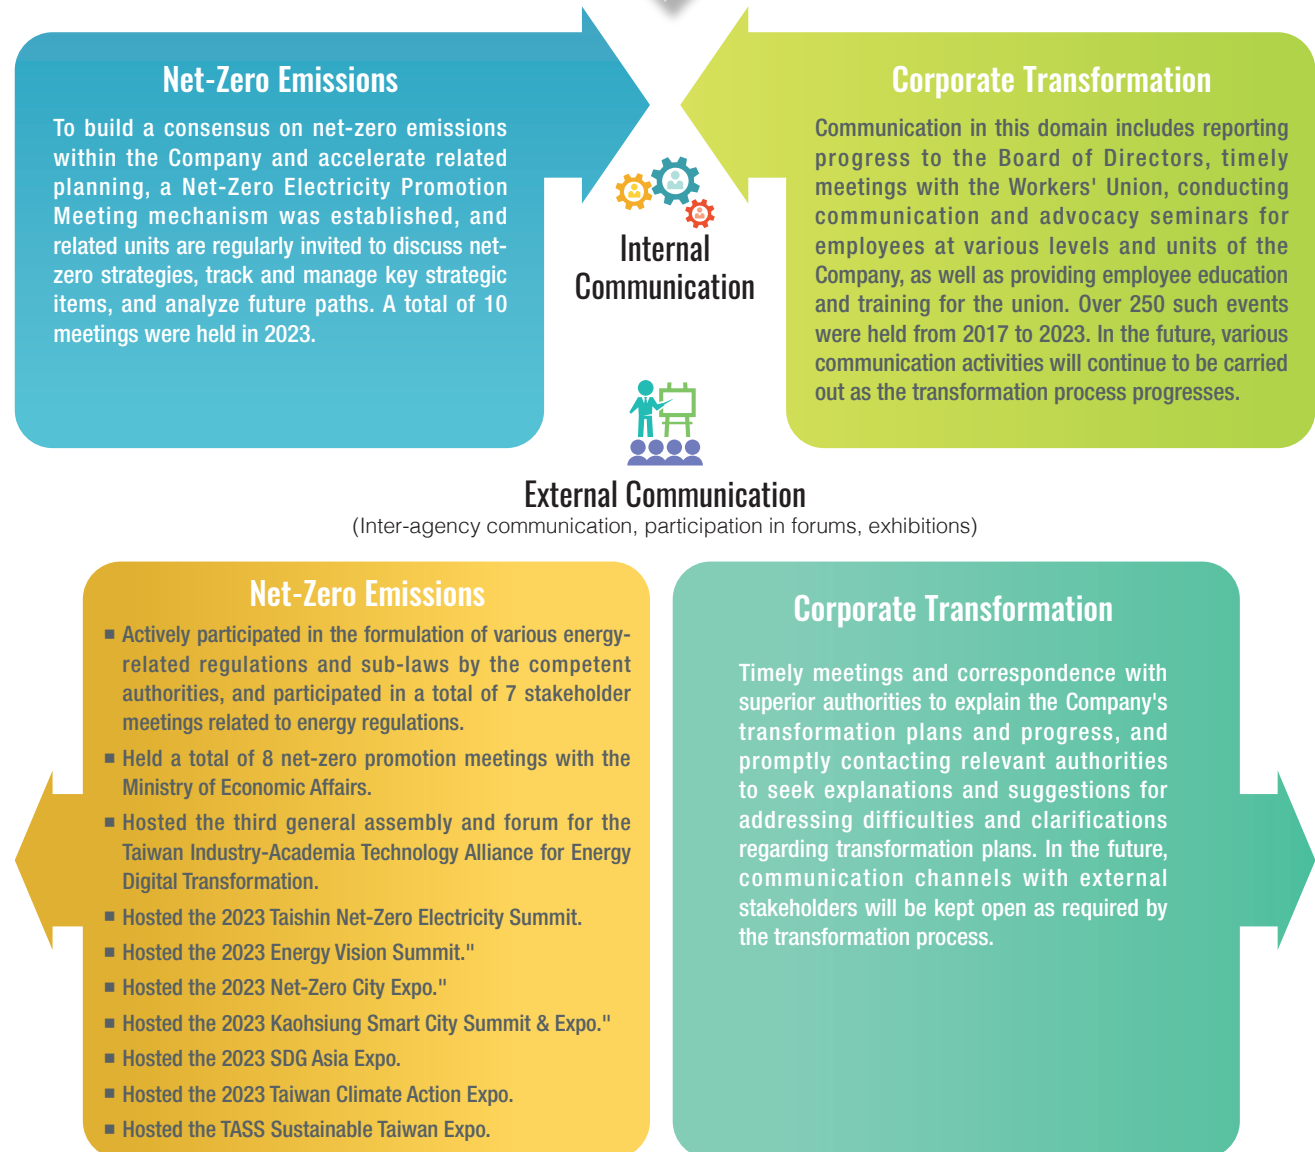 Net-Zero Emissions
To build a consensus on net-zero emissions
within the Company and accelerate related
planning, a Net-Zero Electricity Promotion
Meeting mechanism was established, and
related units are regularly invited to discuss net-
zero strategies, track and manage key strategic
items, and analyze future paths. A total of 10
meetings were held in 2023.
Internal
Communication
Corporate Transformation
Communication in this domain includes reporting
progress to the Board of Directors, timely
meetings with the Workers' Union, conducting
communication and advocacy seminars for
employees at various levels and units of the
Company, as well as providing employee education
and training for the union. Over 250 such events
were held from 2017 to 2023. In the future, various
communication activities will continue to be carried
out as the transformation process progresses.
External Communication
(Inter-agency communication, participation in forums, exhibitions)
Net-Zero Emissions
■ Actively participated in the formulation of various energy-
related regulations and sub-laws by the competent
authorities, and participated in a total of 7 stakeholder
meetings related to energy regulations.
■ Held a total of 8 net-zero promotion meetings with the
Ministry of Economic Affairs.
■ Hosted the third general assembly and forum for the
Taiwan Industry-Academia Technology Alliance for Energy
Digital Transformation.
■ Hosted the 2023 Taishin Net-Zero Electricity Summit.
■ Hosted the 2023 Energy Vision Summit."
■ Hosted the 2023 Net-Zero City Expo."
■ Hosted the 2023 Kaohsiung Smart City Summit & Expo."
■ Hosted the 2023 SDG Asia Expo.
■ Hosted the 2023 Taiwan Climate Action Expo.
■ Hosted the TASS Sustainable Taiwan Expo.
Corporate Transformation
Timely meetings and correspondence with
superior authorities to explain the Company's
transformation plans and progress, and
promptly contacting relevant authorities
to seek explanations and suggestions for
addressing difficulties and clarifications
regarding transformation plans. In the future,
communication channels with external
stakeholders will be kept open as required by
the transformation process.